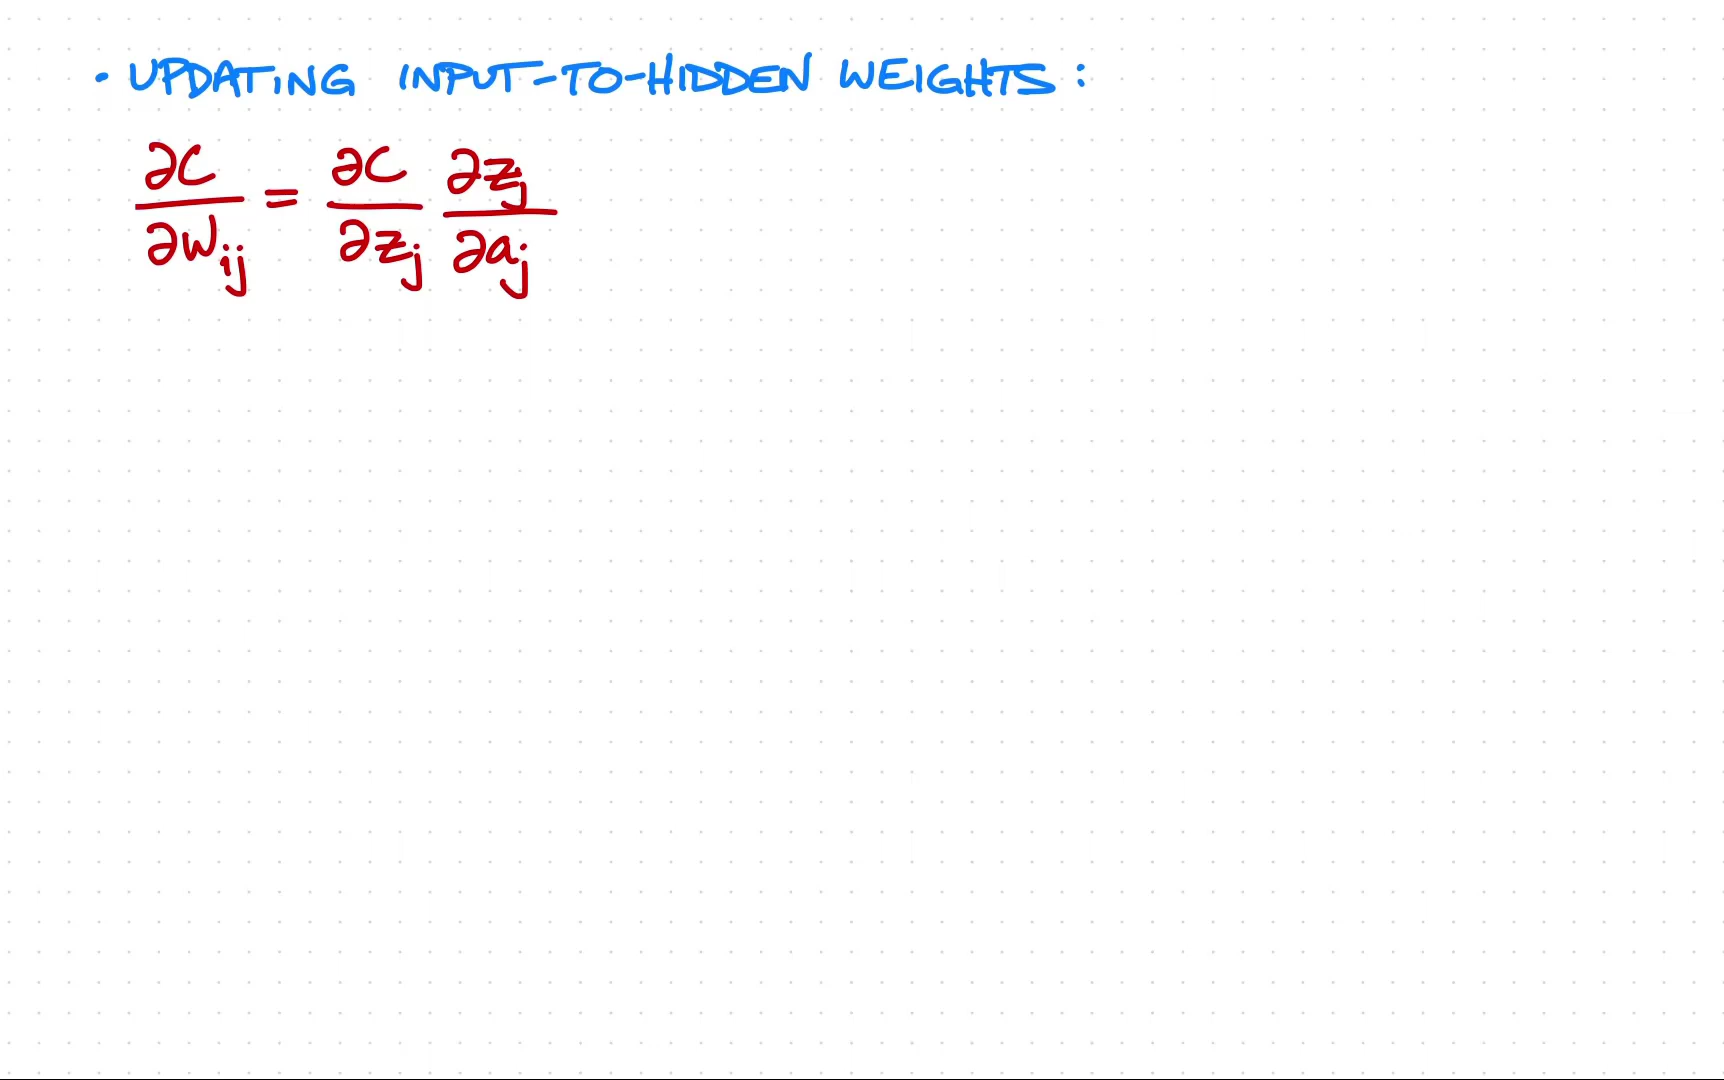 • UPDATING INPUT-TO-HIDDEN WEIGHTS:
∂C/∂w_ij = ∂C/∂z_j ∂z_j/∂a_j